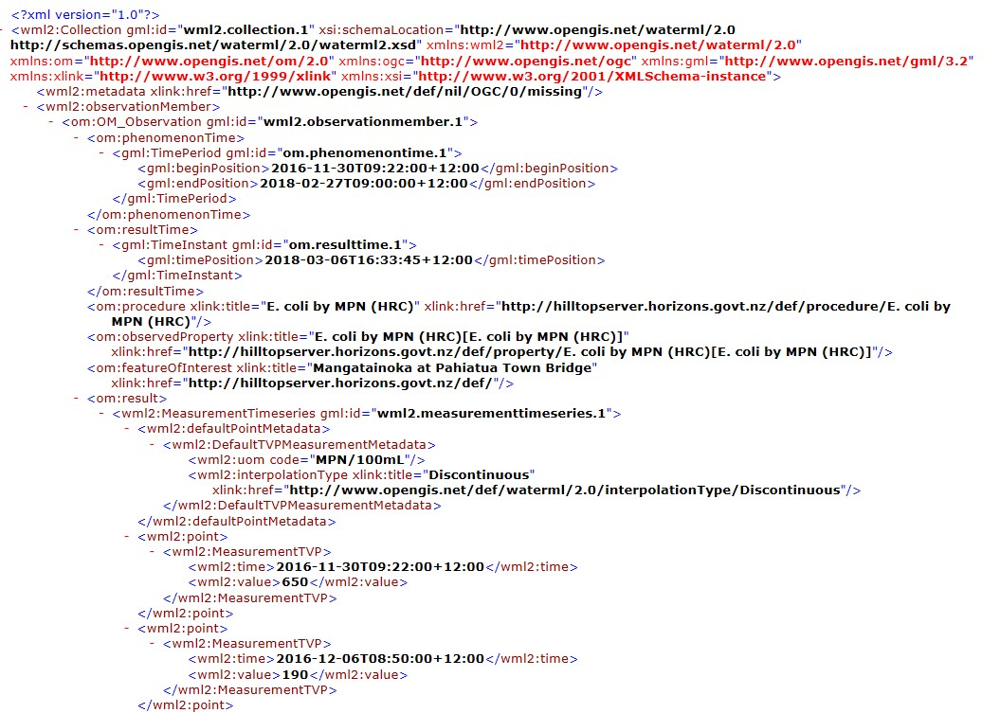 <?xml version="1.0"?>
- <wml2:Collection gml:id="wml2.collection.1" xsi:schemaLocation="http://www.opengis.net/waterml/2.0
http://schemas.opengis.net/waterml/2.0/waterml2.xsd" xmlns:wml2="http://www.opengis.net/waterml/2.0"
xmlns:om="http://www.opengis.net/om/2.0" xmlns:ogc="http://www.opengis.net/ogc" xmlns:gml="http://www.opengis.net/gml/3.2"
xmlns:xlink="http://www.w3.org/1999/xlink" xmlns:xsi="http://www.w3.org/2001/XMLSchema-instance">
<wml2:metadata xlink:href="http://www.opengis.net/def/nil/OGC/0/missing"/>
- <wml2:observationMember>
- <om:OM_Observation gml:id="wml2.observationmember.1">
- <om:phenomenonTime>
- <gml:TimePeriod gml:id="om.phenomenontime.1">
<gml:beginPosition>2016-11-30T09:22:00+12:00</gml:beginPosition>
<gml:endPosition>2018-02-27T09:00:00+12:00</gml:endPosition>
</gml:TimePeriod>
</om:phenomenonTime>
- <om:resultTime>
- <gml:TimeInstant gml:id="om.resulttime.1">
<gml:timePosition>2018-03-06T16:33:45+12:00</gml:timePosition>
</gml:TimeInstant>
</om:resultTime>
<om:procedure xlink:title="E. coli by MPN (HRC)" xlink:href="http://hilltopserver.horizons.govt.nz/def/procedure/E. coli by
MPN (HRC)"/>
<om:observedProperty xlink:title="E. coli by MPN (HRC)[E. coli by MPN (HRC)]"
xlink:href="http://hilltopserver.horizons.govt.nz/def/property/E. coli by MPN (HRC)[E. coli by MPN (HRC)]"/>
<om:featureOfInterest xlink:title="Mangatainoka at Pahiatua Town Bridge"
xlink:href="http://hilltopserver.horizons.govt.nz/def/"/>
- <om:result>
- <wml2:MeasurementTimeseries gml:id="wml2.measurementtimeseries.1">
- <wml2:defaultPointMetadata>
- <wml2:DefaultTVPMeasurementMetadata>
<wml2:uom code="MPN/100mL"/>
<wml2:interpolationType xlink:title="Discontinuous"
xlink:href="http://www.opengis.net/def/waterml/2.0/interpolationType/Discontinuous"/>
</wml2:DefaultTVPMeasurementMetadata>
</wml2:defaultPointMetadata>
- <wml2:point>
- <wml2:MeasurementTVP>
<wml2:time>2016-11-30T09:22:00+12:00</wml2:time>
<wml2:value>650</wml2:value>
</wml2:MeasurementTVP>
</wml2:point>
- <wml2:point>
- <wml2:MeasurementTVP>
<wml2:time>2016-12-06T08:50:00+12:00</wml2:time>
<wml2:value>190</wml2:value>
</wml2:MeasurementTVP>
</wml2:point>